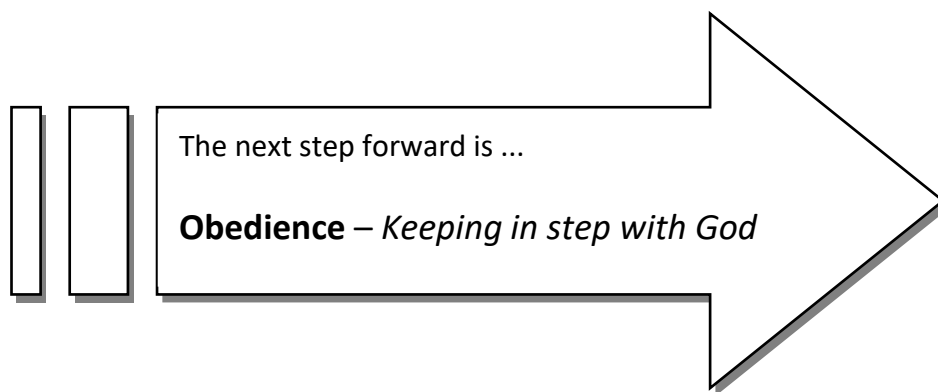 The next step forward is ...
Obedience – Keeping in step with God